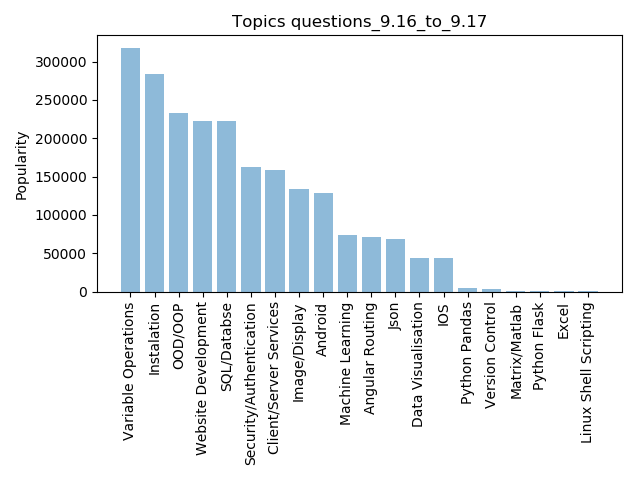 Topics questions_9.16_to_9.17
Popularity
300000
250000
200000
150000
100000
50000
0
Variable Operations
Instalation
OOD/OOP
Website Development
SQL/Databse
Security/Authentication
Client/Server Services
Image/Display
Android
Machine Learning
Angular Routing
Json
Data Visualisation
IOS
Python Pandas
Version Control
Matrix/Matlab
Python Flask
Excel
Linux Shell Scripting